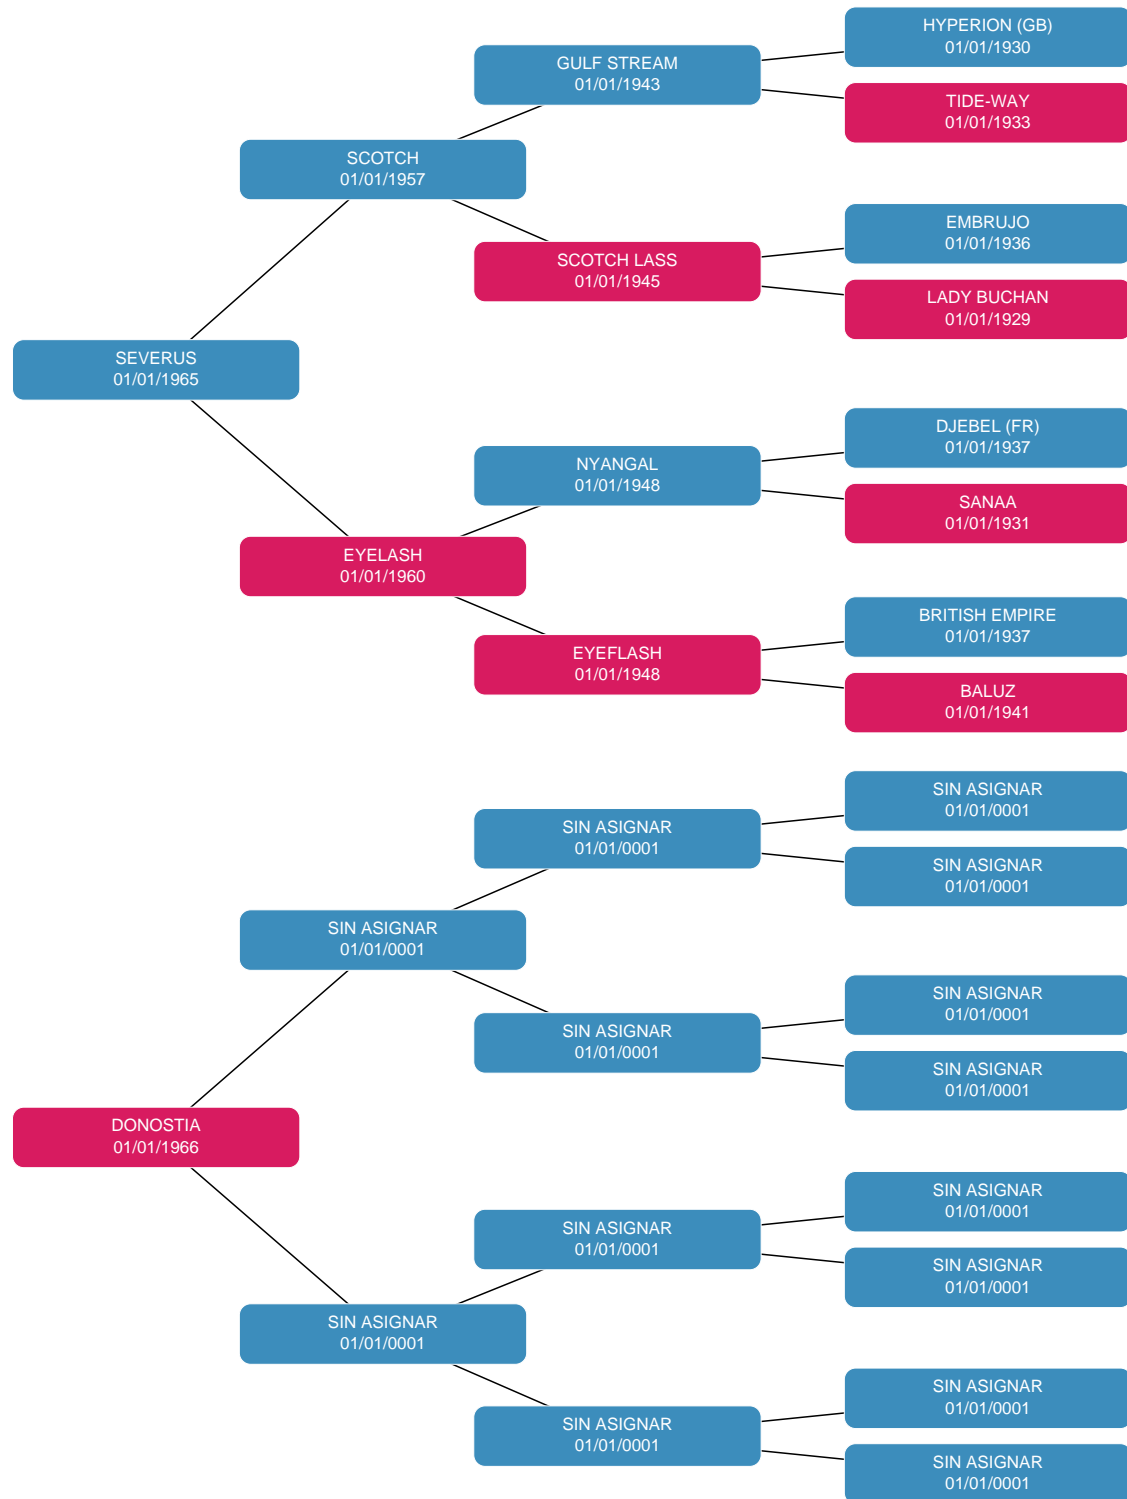 HYPERION (GB)
01/01/1930
GULF STREAM
01/01/1943
TIDE-WAY
01/01/1933
SCOTCH
01/01/1957
EMBRUJO
01/01/1936
SCOTCH LASS
01/01/1945
LADY BUCHAN
01/01/1929
SEVERUS
01/01/1965
DJEBEL (FR)
01/01/1937
NYANGAL
01/01/1948
SANAA
01/01/1931
EYELASH
01/01/1960
BRITISH EMPIRE
01/01/1937
EYEFLASH
01/01/1948
BALUZ
01/01/1941
SIN ASIGNAR
01/01/0001
SIN ASIGNAR
01/01/0001
SIN ASIGNAR
01/01/0001
SIN ASIGNAR
01/01/0001
SIN ASIGNAR
01/01/0001
SIN ASIGNAR
01/01/0001
SIN ASIGNAR
01/01/0001
DONOSTIA
01/01/1966
SIN ASIGNAR
01/01/0001
SIN ASIGNAR
01/01/0001
SIN ASIGNAR
01/01/0001
SIN ASIGNAR
01/01/0001
SIN ASIGNAR
01/01/0001
SIN ASIGNAR
01/01/0001
SIN ASIGNAR
01/01/0001